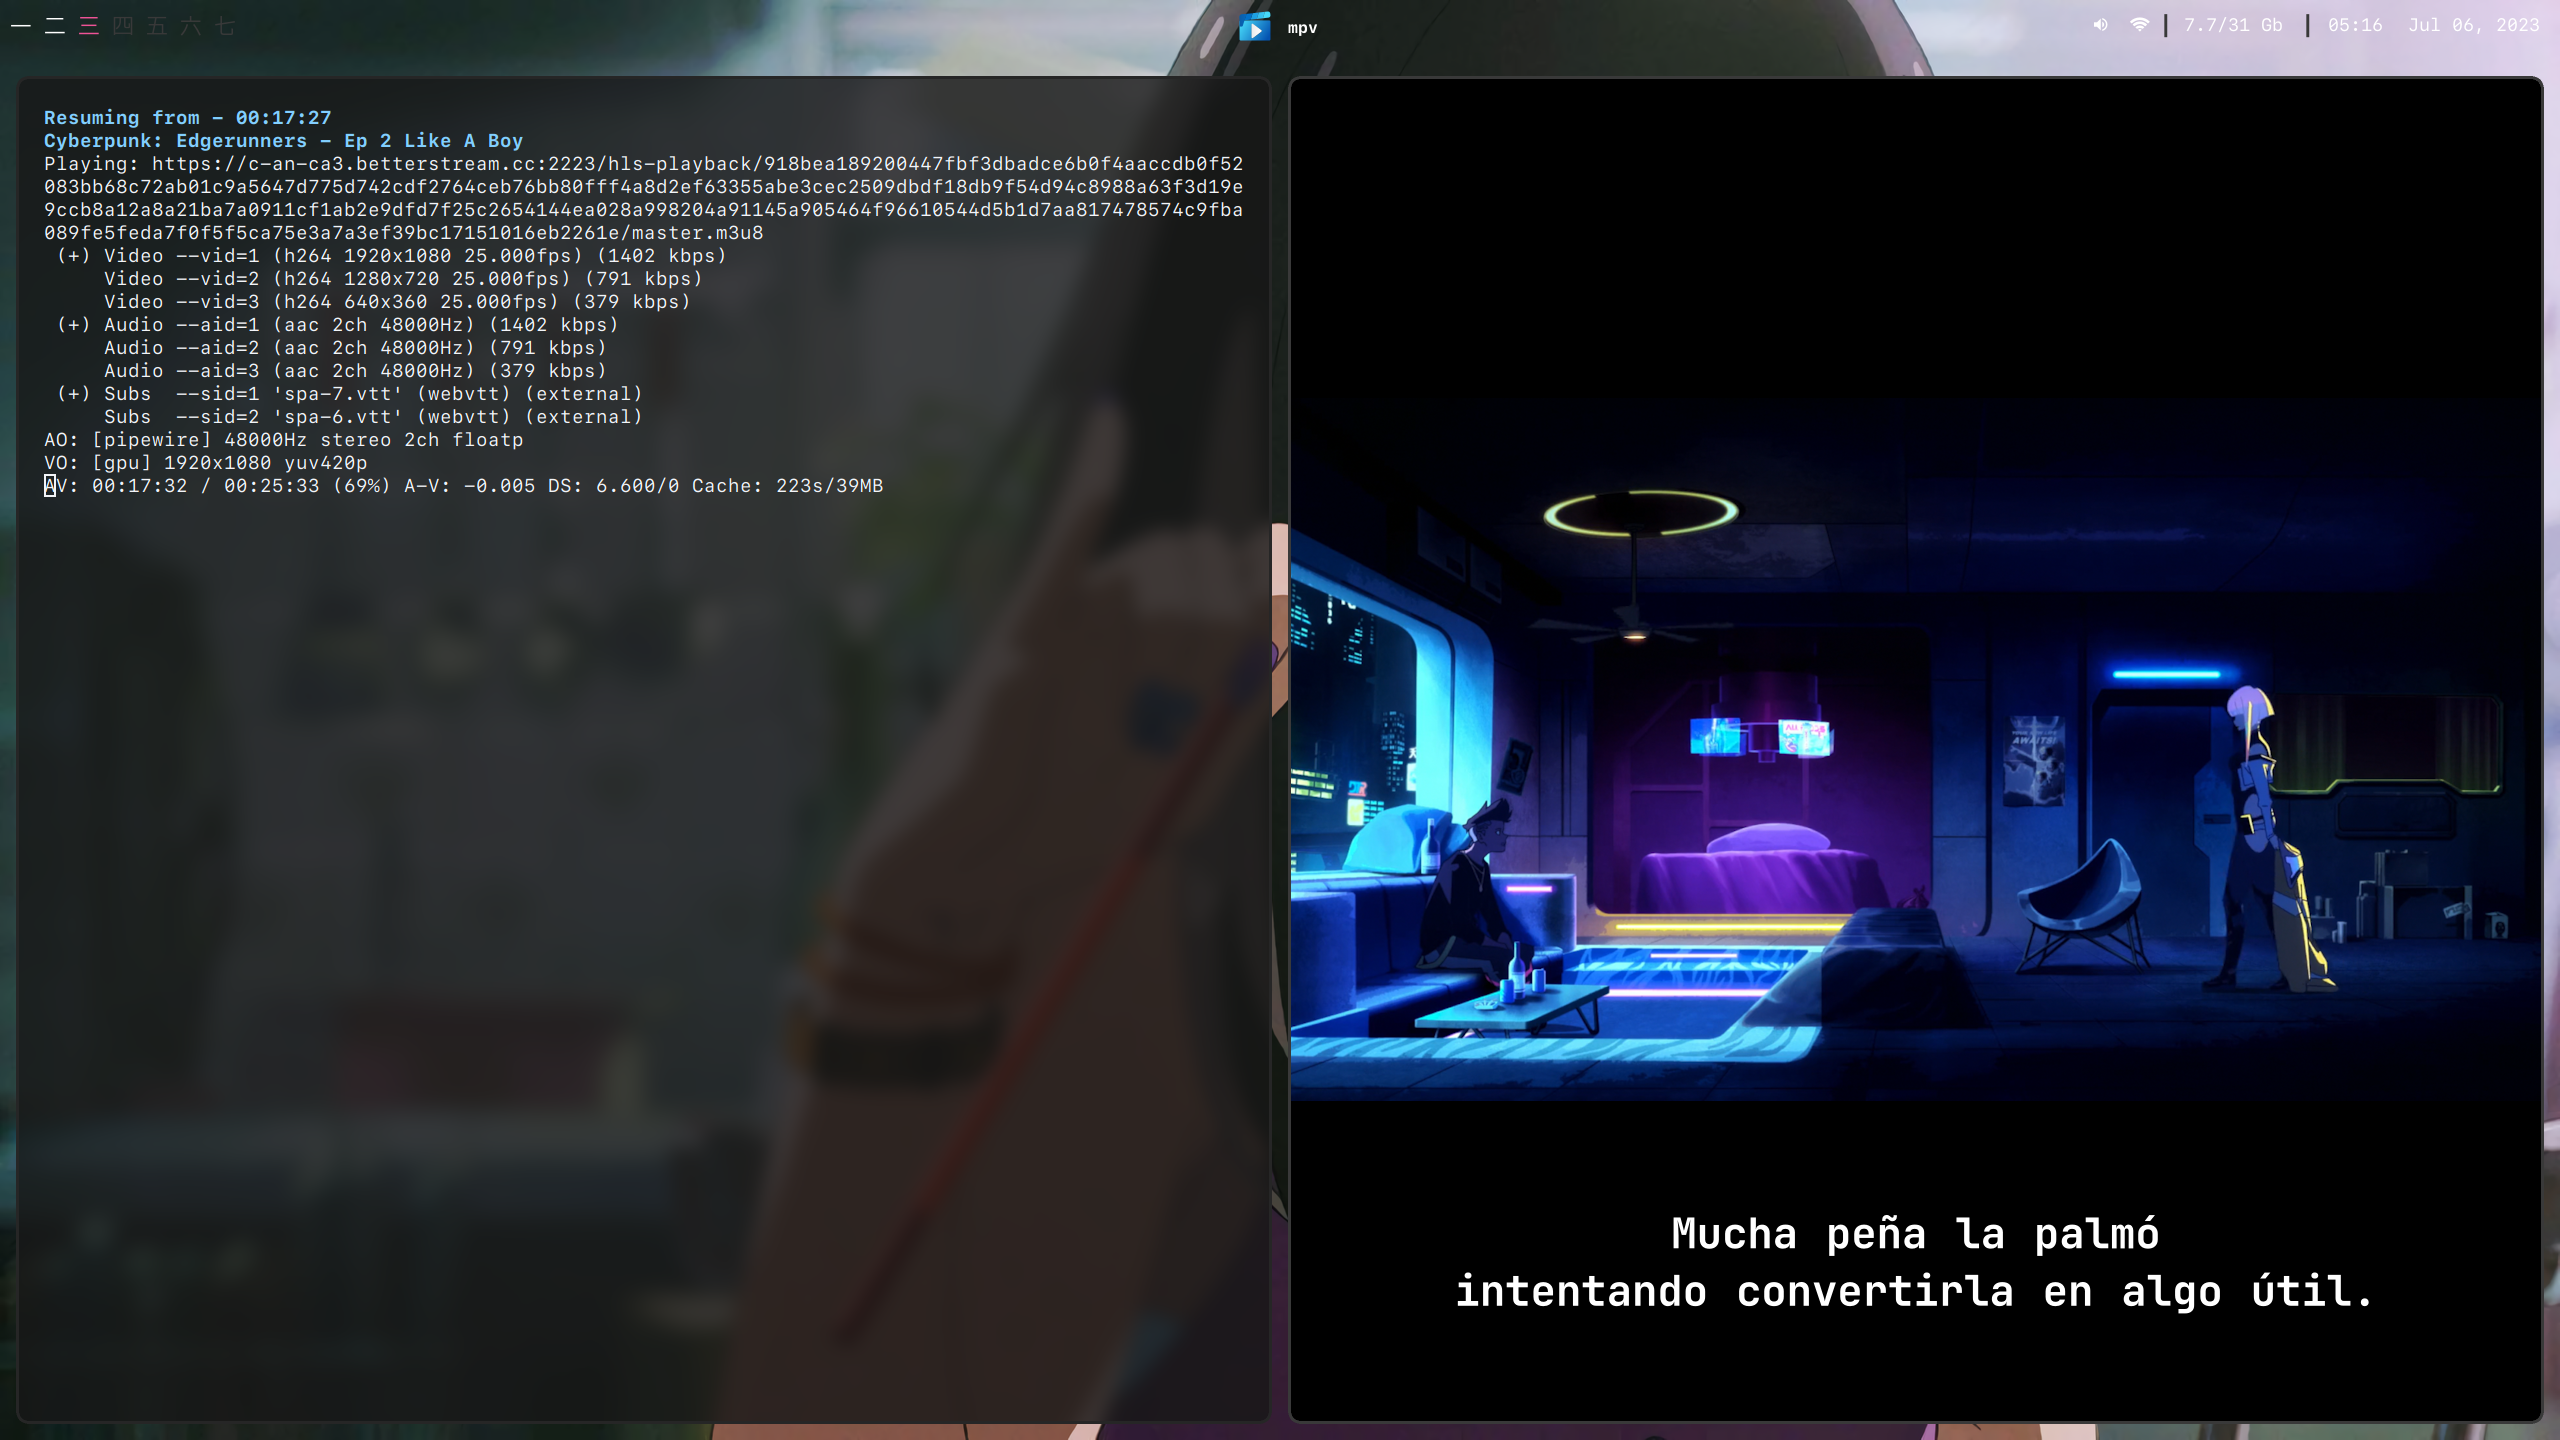 一 二 三 四 五 六 七
mpv
7.7/31 Gb
05:16 Jul 06, 2023
Resuming from - 00:17:27
Cyberpunk: Edgerunners - Ep 2 Like A Boy
Playing: https://c-an-ca3.betterstream.cc:2223/hls-playback/918bea189200447fbf3dbadce6b0f4aaccdb0f52
083bb68c72ab01c9a5647d775d742cdf2764ceb76bb80fff4a8d2ef63355abe3cec2509dbdf18db9f54d94c8988a63f3d19e
9ccb8a12a8a21ba7a0911cf1ab2e9dfd7f25c2654144ea028a998204a91145a905464f96610544d5b1d7aa817478574c9fba
089fe5feda7f0f5f5ca75e3a7a3ef39bc17151016eb2261e/master.m3u8
(+) Video --vid=1 (h264 1920x1080 25.000fps) (1402 kbps)
Video --vid=2 (h264 1280x720 25.000fps) (791 kbps)
Video --vid=3 (h264 640x360 25.000fps) (379 kbps)
(+) Audio --aid=1 (aac 2ch 48000Hz) (1402 kbps)
Audio --aid=2 (aac 2ch 48000Hz) (791 kbps)
Audio --aid=3 (aac 2ch 48000Hz) (379 kbps)
(+) Subs --sid=1 'spa-7.vtt' (webvtt) (external)
Subs --sid=2 'spa-6.vtt' (webvtt) (external)
AO: [pipewire] 48000Hz stereo 2ch floatp
VO: [gpu] 1920x1080 yuv420p
AV: 00:17:32 / 00:25:33 (69%) A-V: -0.005 DS: 6.600/0 Cache: 223s/39MB
AWAITS!
Mucha peña la palmó
intentando convertirla en algo útil.